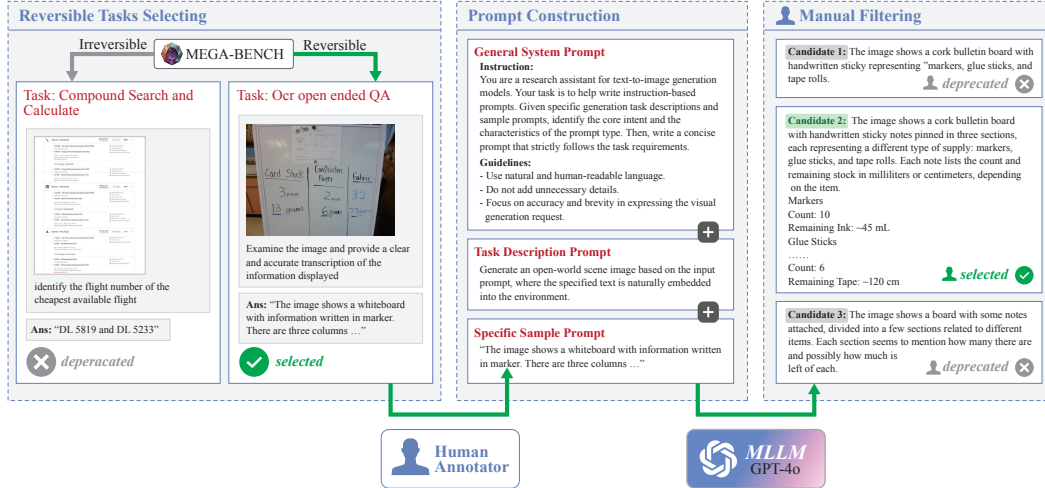 Reversible Tasks Selecting
Irreversible
MEGA-BENCH
Reversible
Task: Compound Search and
Calculate
identify the flight number of the
cheapest available flight
Ans: “DL 5819 and DL 5233”
deperacated
Task: Ocr open ended QA
Card Stock
Constructor
Paper
Fabric
3
2
32
13 grams
6 grams
Examine the image and provide a clear
and accurate transcription of the
information displayed
Ans: “The image shows a whiteboard
with information written in marker.
There are three columns …”
selected
Prompt Construction
General System Prompt
Instruction:
You are a research assistant for text-to-image generation
models. Your task is to help write instruction-based
prompts. Given specific generation task descriptions and
sample prompts, identify the core intent and the
characteristics of the prompt type. Then, write a concise
prompt that strictly follows the task requirements.
Guidelines:
- Use natural and human-readable language.
- Do not add unnecessary details.
- Focus on accuracy and brevity in expressing the visual
generation request.
Task Description Prompt
Generate an open-world scene image based on the input
prompt, where the specified text is naturally embedded
into the environment.
Specific Sample Prompt
“The image shows a whiteboard with information written
in marker. There are three columns …”
Manual Filtering
Candidate 1: The image shows a cork bulletin board with
handwritten sticky representing ”markers, glue sticks, and
tape rolls.
deprecated
Candidate 2: The image shows a cork bulletin board
with handwritten sticky notes pinned in three sections,
each representing a different type of supply: markers,
glue sticks, and tape rolls. Each note lists the count and
remaining stock in milliliters or centimeters, depending
on the item.
Markers
Count: 10
Remaining Ink: ~45 mL
Glue Sticks
……
Count: 6
Remaining Tape: ~120 cm
selected
Candidate 3: The image shows a board with some notes
attached, divided into a few sections related to different
items. Each section seems to mention how many there are
and possibly how much is
left of each.
deprecated
Human
Annotator
MLLM
GPT-4o